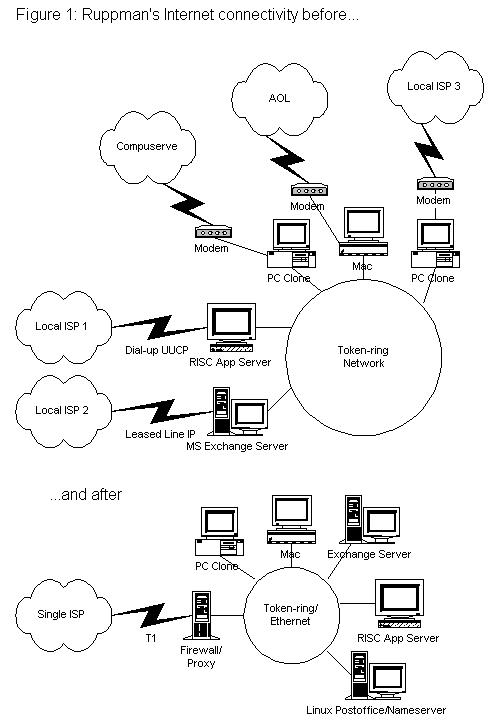 Figure 1: Ruppman's Internet connectivity before...
Local ISP 3
AOL
Compuserve
Modem
Modem
Modem
PC Clone
Mac
PC Clone
Local ISP 1
Dial-up UUCP
RISC App Server
Token-ring
Network
Local ISP 2
Leased Line IP
MS Exchange Server
...and after
PC Clone
Mac
Exchange Server
Single ISP
T1
Firewall/
Proxy
Token-ring/
Ethernet
RISC App Server
Linux Postoffice/Nameserver